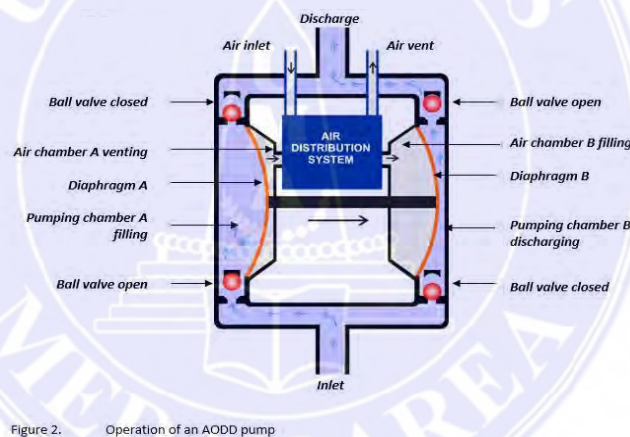 Discharge
Air inlet
Air vent
Ball valve closed
Ball valve open
AIR
DISTRIBUTION
SYSTEM
Air chamber A venting
Air chamber B filling
Diaphragm A
Diaphragm B
Pumping chamber A
filling
Pumping chamber B
discharging
Ball valve open
Ball valve closed
Inlet
AREA
Figure 2. Operation of an AODD pump